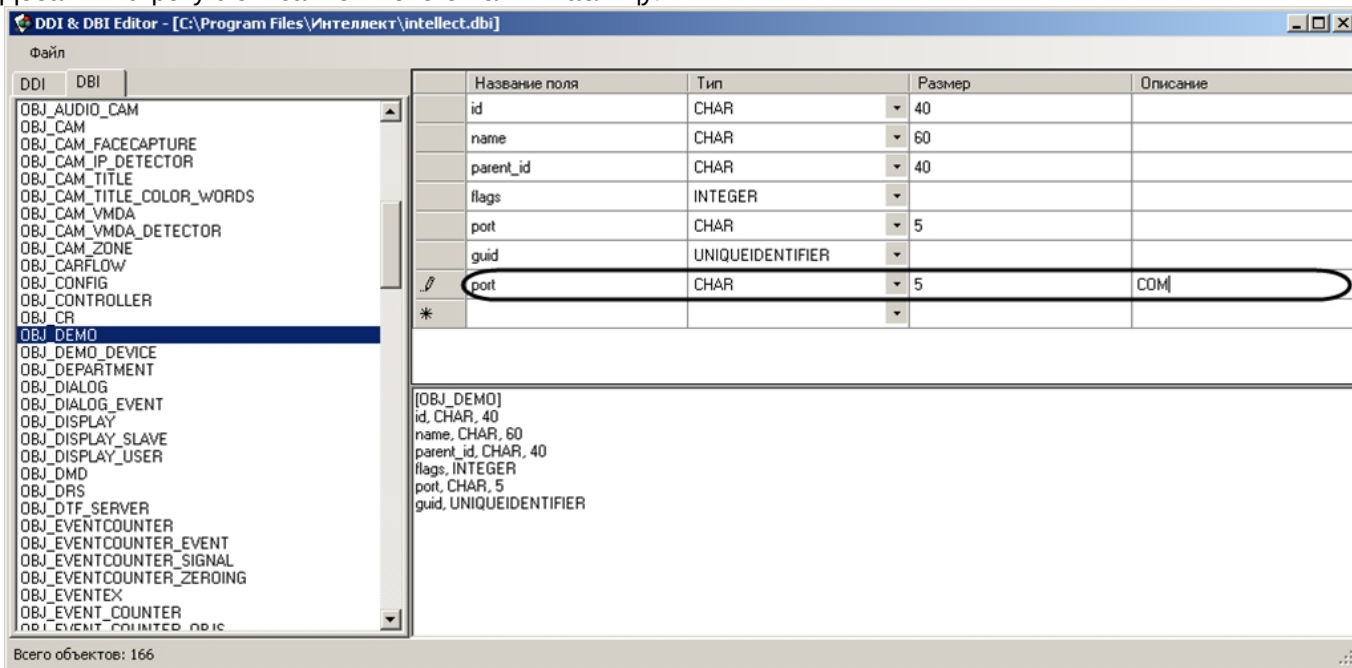 DDI & DBI Editor - [C:\Program Files\Интеллект\intellect.dbi]
Файл
DDI DBI
OBJ_AUDIO_CAM
OBJ_CAM
OBJ_CAM_FACECAPTURE
OBJ_CAM_IP_DETECTOR
OBJ_CAM_TITLE
OBJ_CAM_TITLE_COLOR_WORDS
OBJ_CAM_VMDA
OBJ_CAM_VMDA_DETECTOR
OBJ_CAM_ZONE
OBJ_CARFLOW
OBJ_CONFIG
OBJ_CONTROLLER
OBJ_CR
OBJ_DEMO
OBJ_DEMO_DEVICE
OBJ_DEPARTMENT
OBJ_DIALOG
OBJ_DIALOG_EVENT
OBJ_DISPLAY
OBJ_DISPLAY_SLAVE
OBJ_DISPLAY_USER
OBJ_DMD
OBJ_DRS
OBJ_DTF_SERVER
OBJ_EVENTCOUNTER
OBJ_EVENTCOUNTER_EVENT
OBJ_EVENTCOUNTER_SIGNAL
OBJ_EVENTCOUNTER_ZEROING
OBJ_EVENTEX
OBJ_EVENT_COUNTER
OBJ_EVENT_COUNTER_OBJS
Название поля Тип Размер Описание
id CHAR 40
name CHAR 60
parent_id CHAR 40
flags INTEGER
port CHAR 5
guid UNIQUEIDENTIFIER
port CHAR 5 COM
[OBJ_DEMO]
id, CHAR, 40
name, CHAR, 60
parent_id, CHAR, 40
flags, INTEGER
port, CHAR, 5
guid, UNIQUEIDENTIFIER
Всего объектов: 166